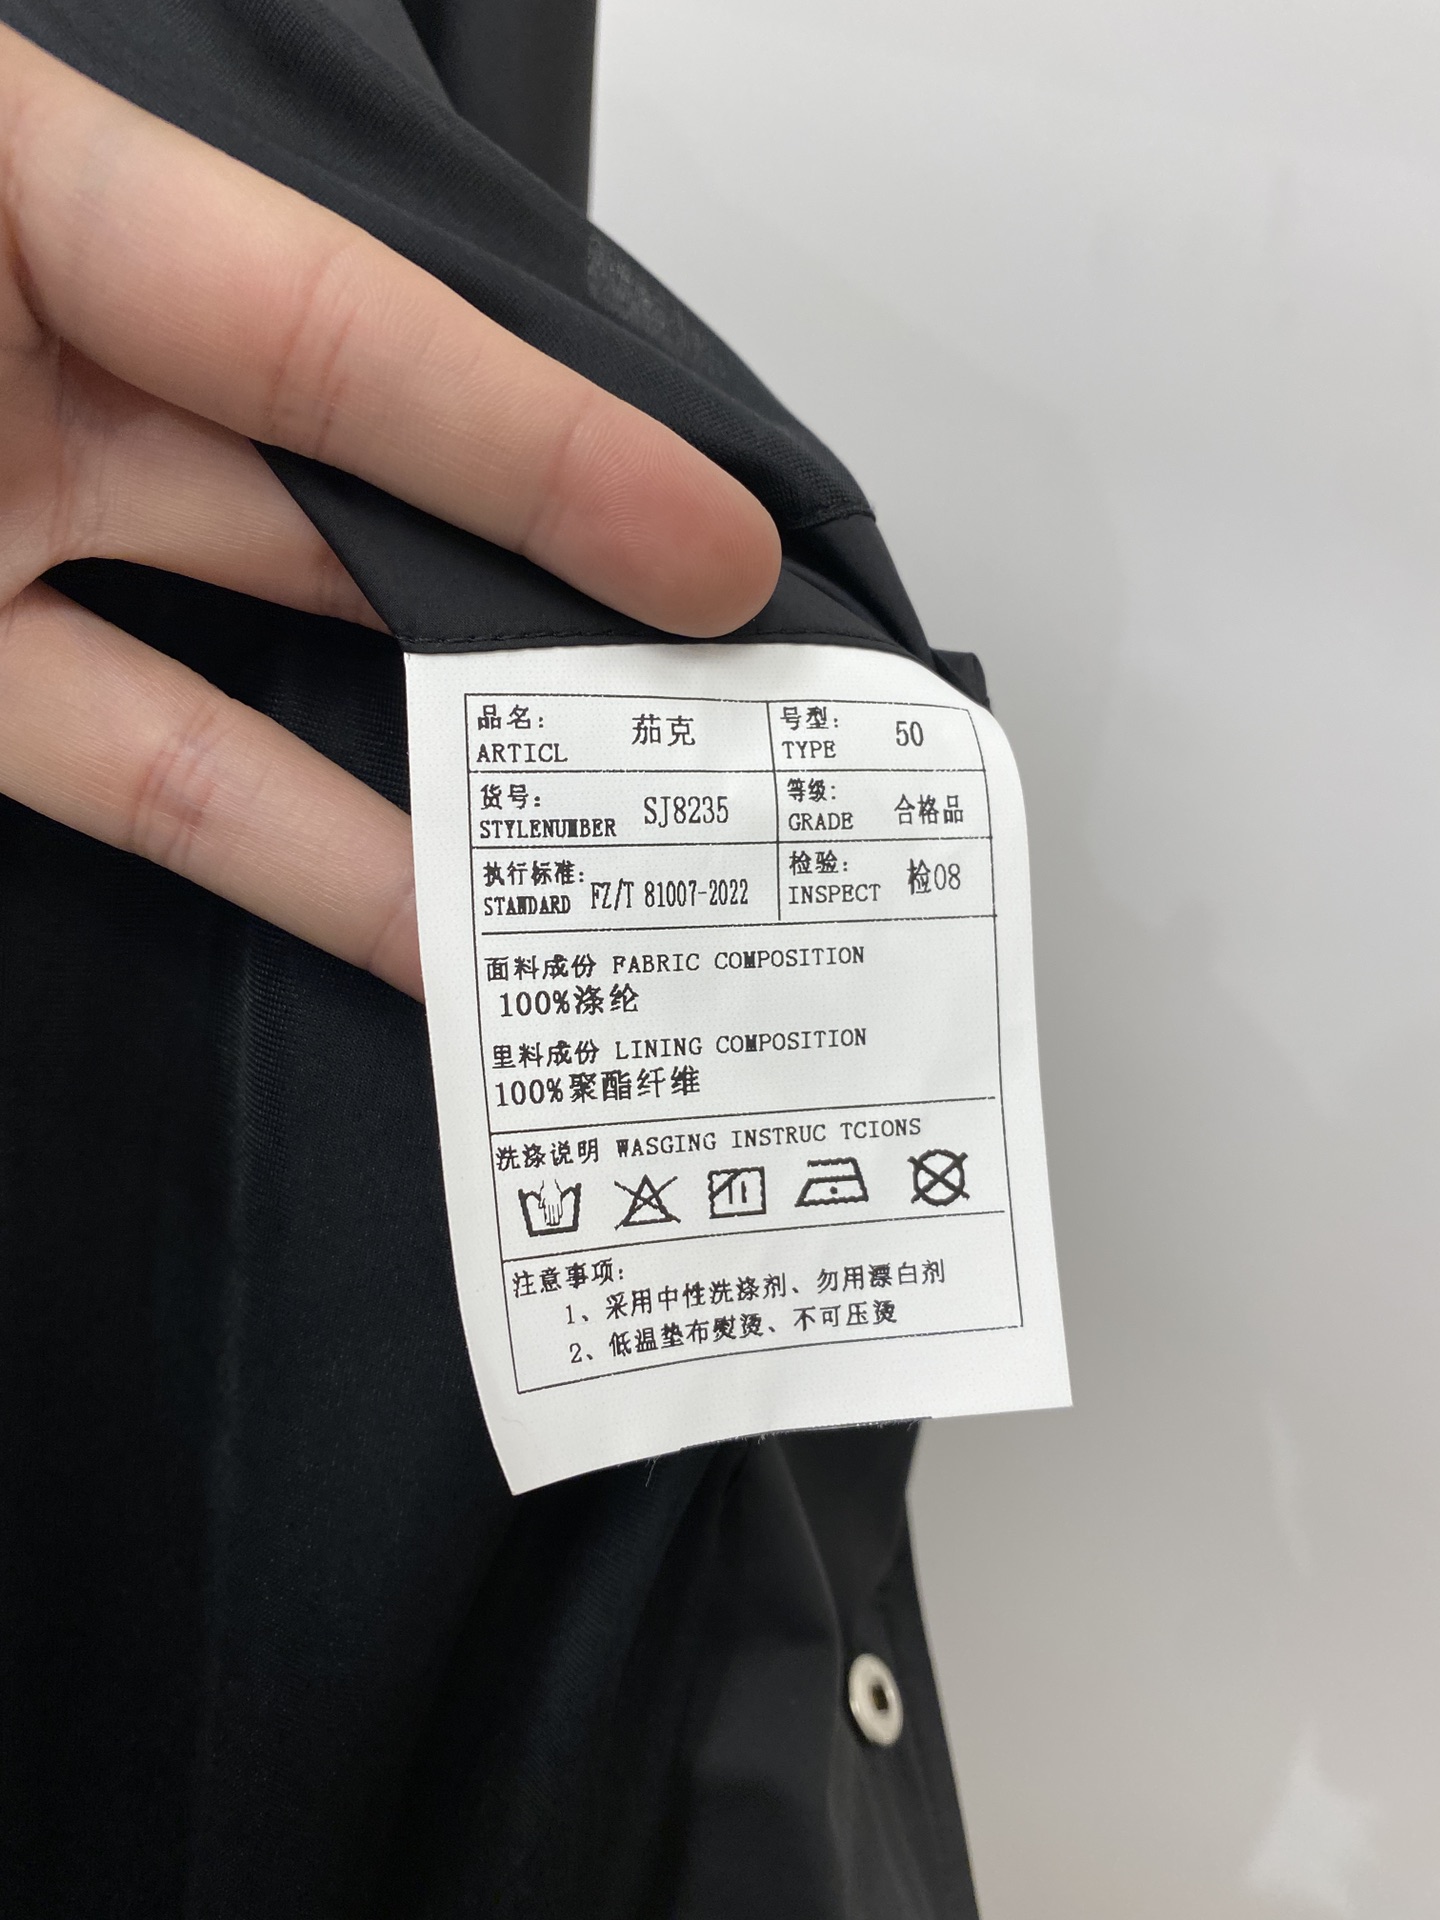 品名: 茄克 号型: 50
ARTICL TYPE
货号: SJ8235 等级: 合格品
STYLENUMBER GRADE
执行标准: FZ/T 81007-2022 检验: 检08
STANDARD INSPECT
面料成份 FABRIC COMPOSITION
100%涤纶
里料成份 LINING COMPOSITION
100%聚酯纤维
洗涤说明 WASGING INSTRUC TCIONS
注意事项:
1、采用中性洗涤剂、勿用漂白剂
2、低温垫布熨烫、不可压烫